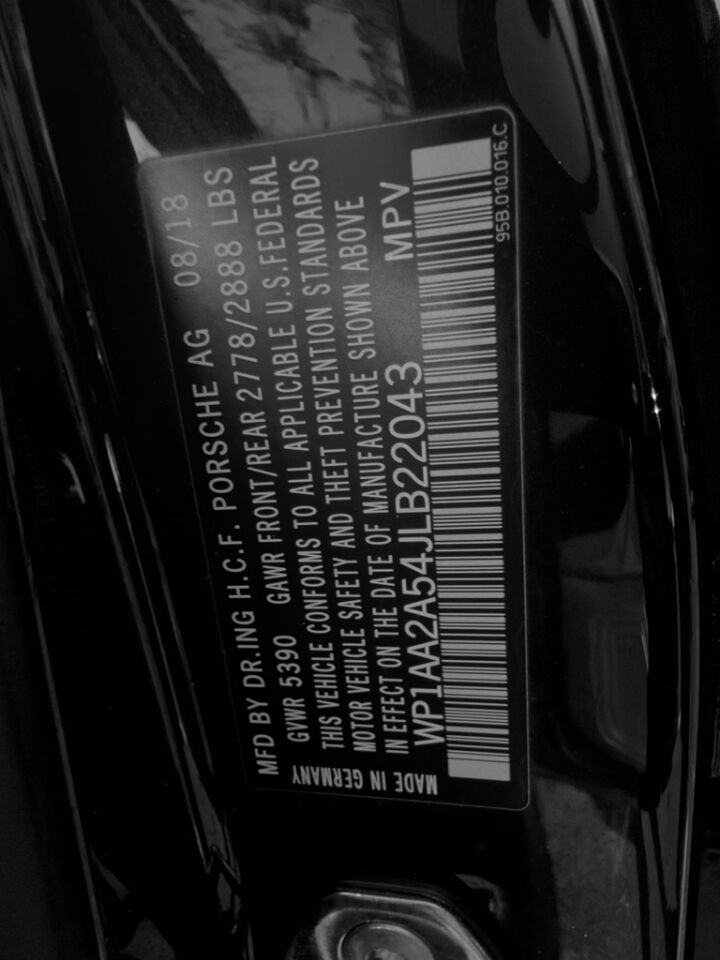 MFD BY DR.ING H.C.F. PORSCHE AG 08/18
GVWR 5390 GAWR FRONT/REAR 2778/2888 LBS
THIS VEHICLE CONFORMS TO ALL APPLICABLE U.S.FEDERAL
MOTOR VEHICLE SAFETY AND THEFT PREVENTION STANDARDS
IN EFFECT ON THE DATE OF MANUFACTURE SHOWN ABOVE
WP1AA2A54JLB22043 MPV
95B.010.016.C
MADE IN GERMANY